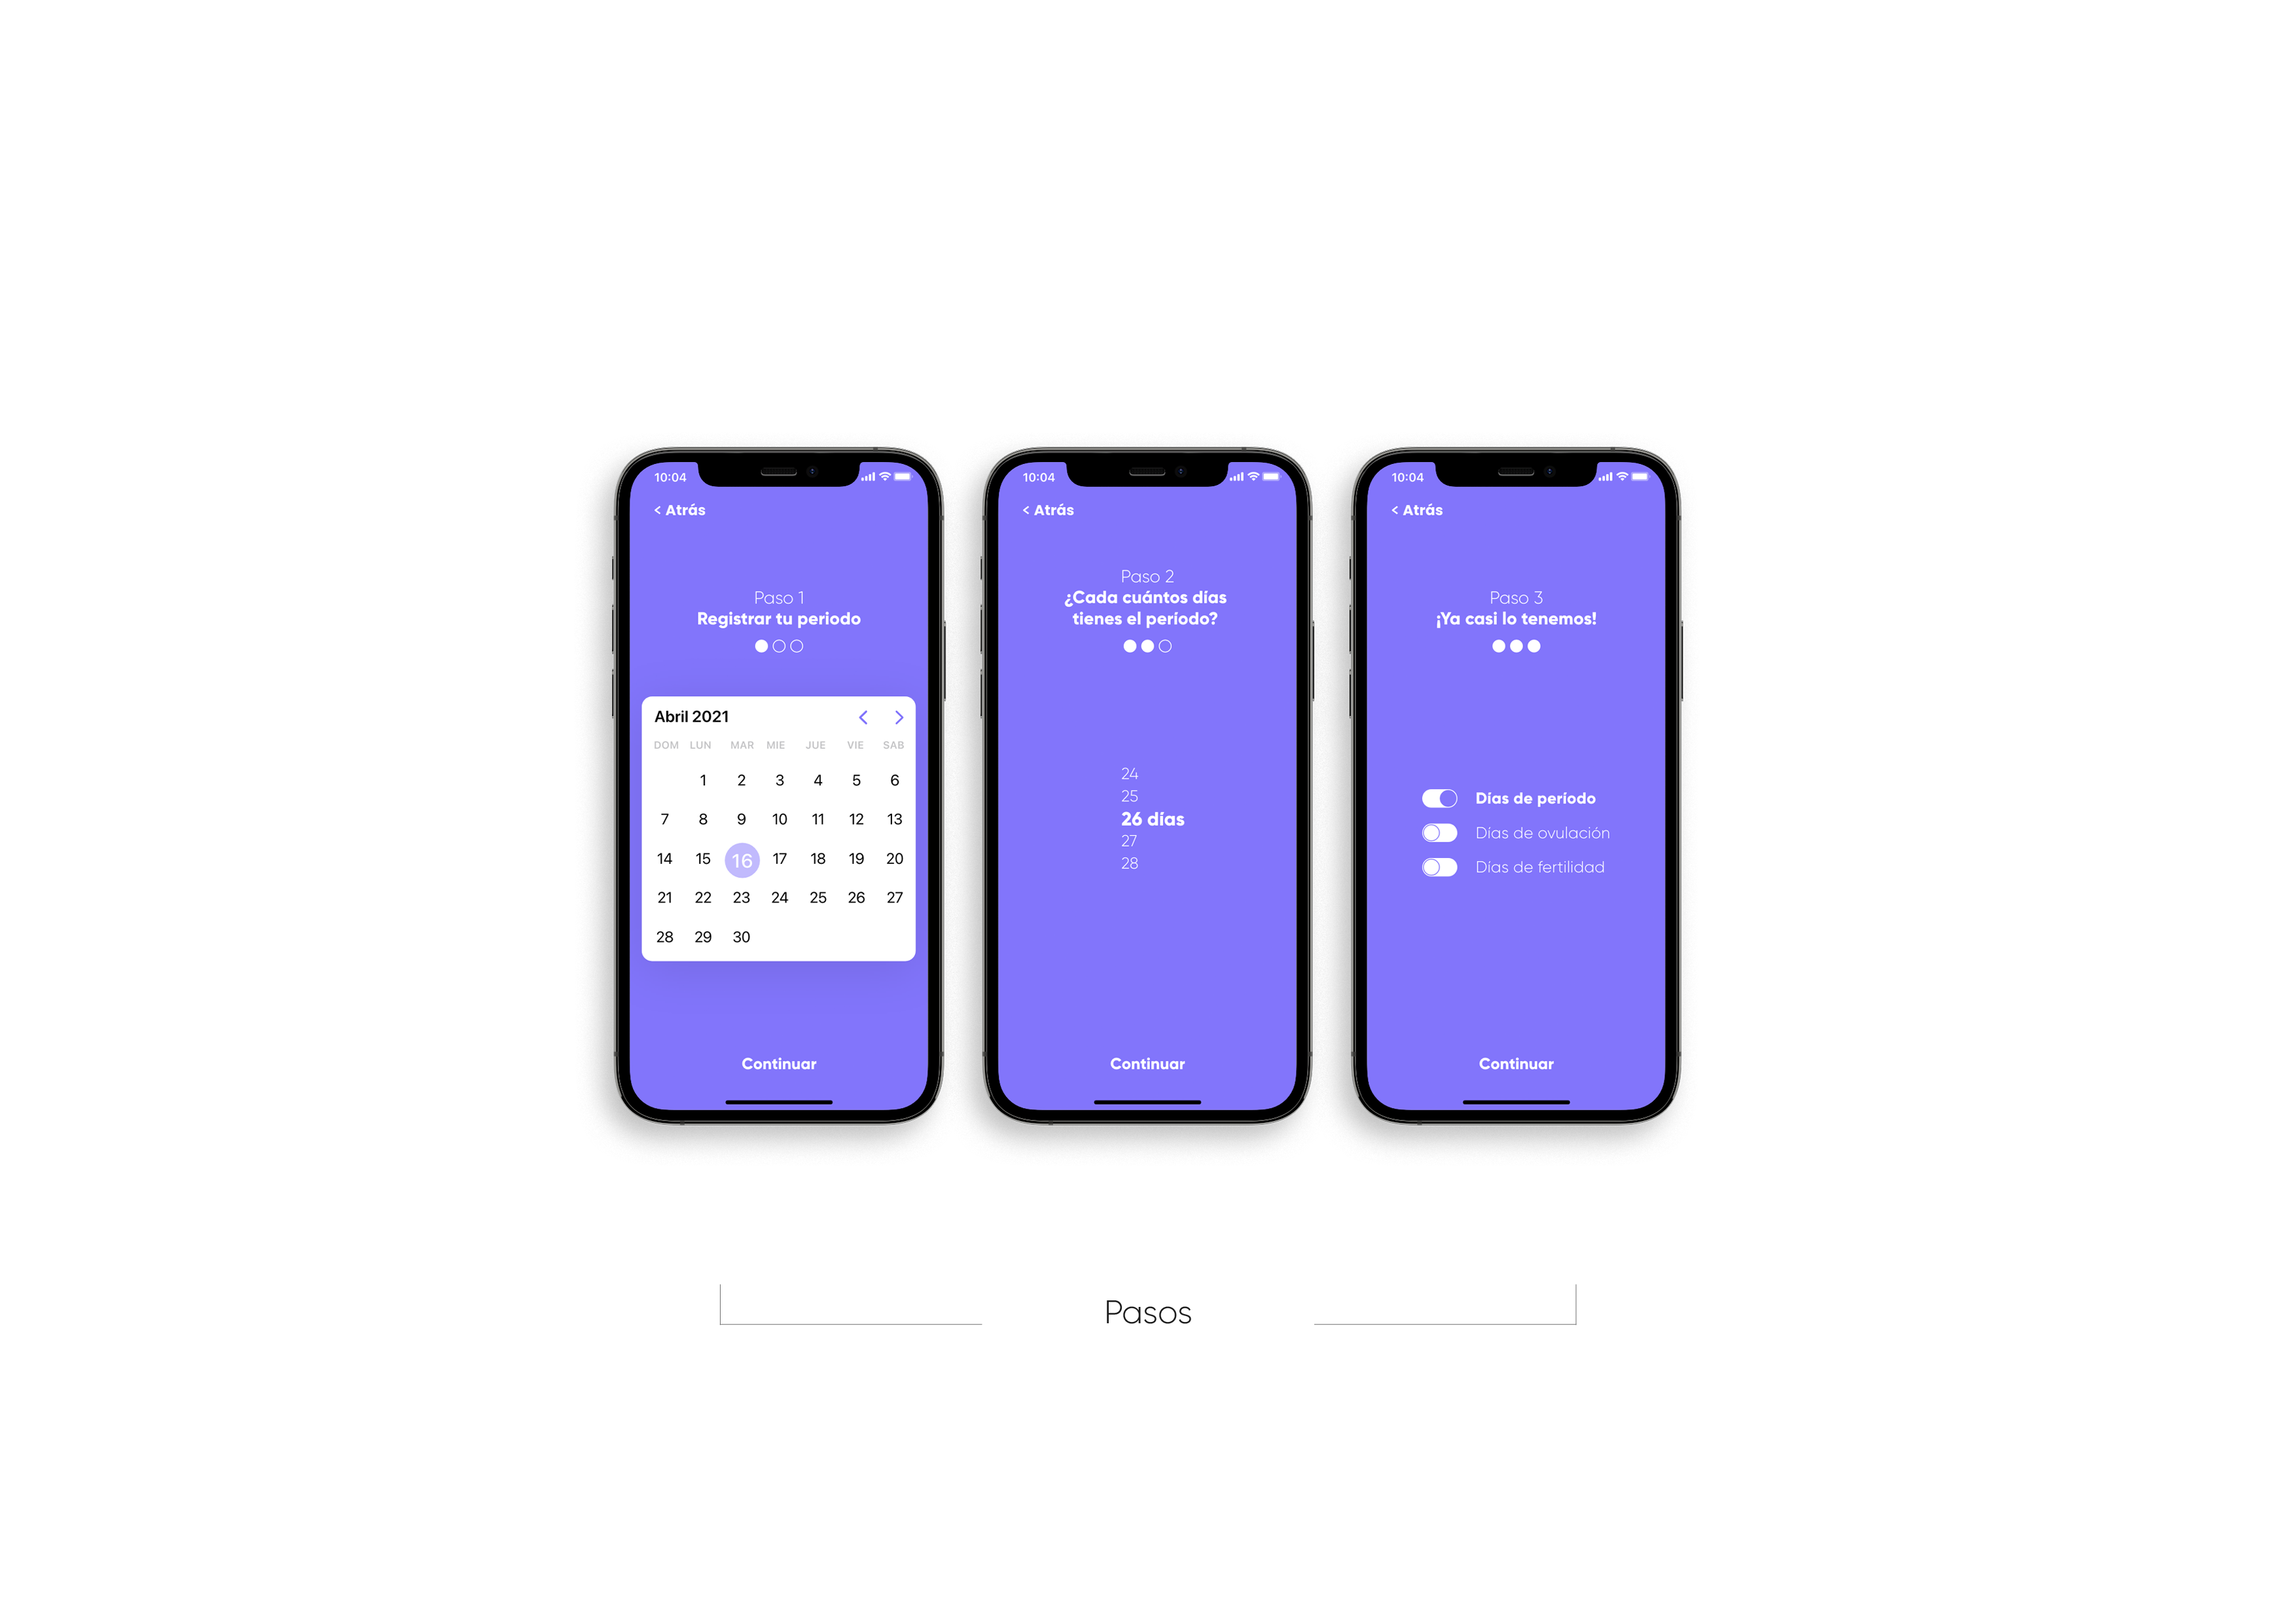 10:04
< Atrás
Paso 1
Registrar tu periodo
Abril 2021
DOM LUN MAR MIE JUE VIE SAB
1 2 3 4 5 6
7 8 9 10 11 12 13
14 15 16 17 18 19 20
21 22 23 24 25 26 27
28 29 30
Continuar
10:04
< Atrás
Paso 2
¿Cada cuántos días
tienes el período?
24
25
26 días
27
28
Continuar
10:04
< Atrás
Paso 3
¡Ya casi lo tenemos!
Días de período
Días de ovulación
Días de fertilidad
Continuar
Pasos